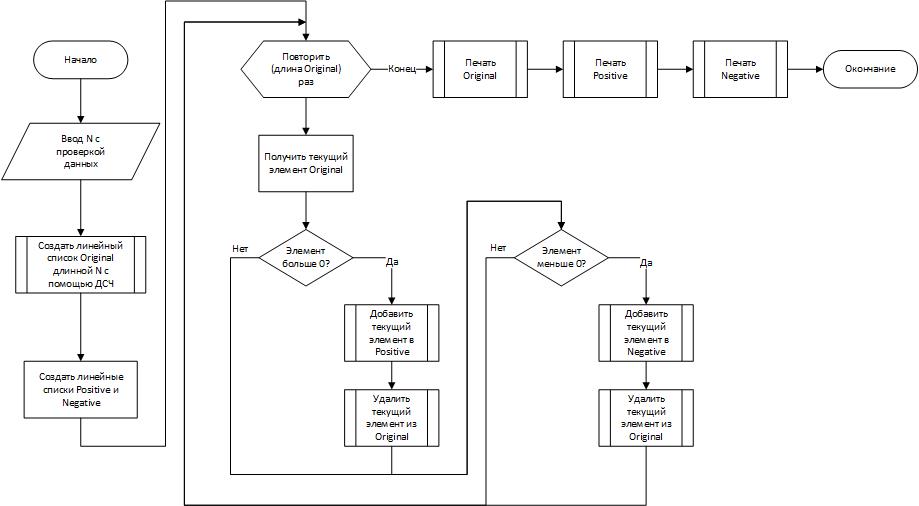 Начало
Ввод N с
проверкой
данных
Создать линейный
список Original
длинной N с
помощью ДСЧ
Создать линейные
списки Positive и
Negative
Повторить
(длина Original)
раз
Конец
Печать
Original
Печать
Positive
Печать
Negative
Окончание
Получить текущий
элемент Original
Элемент
больше 0?
Нет
Да
Добавить
текущий
элемент в
Positive
Удалить
текущий
элемент из
Original
Элемент
меньше 0?
Нет
Да
Добавить
текущий
элемент в
Negative
Удалить
текущий
элемент из
Original